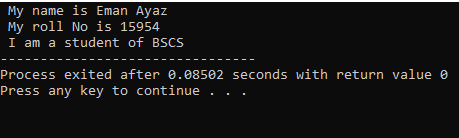 My name is Eman Ayaz
My roll No is 15954
I am a student of BSCS
--------------------------------
Process exited after 0.08502 seconds with return value 0
Press any key to continue . . .